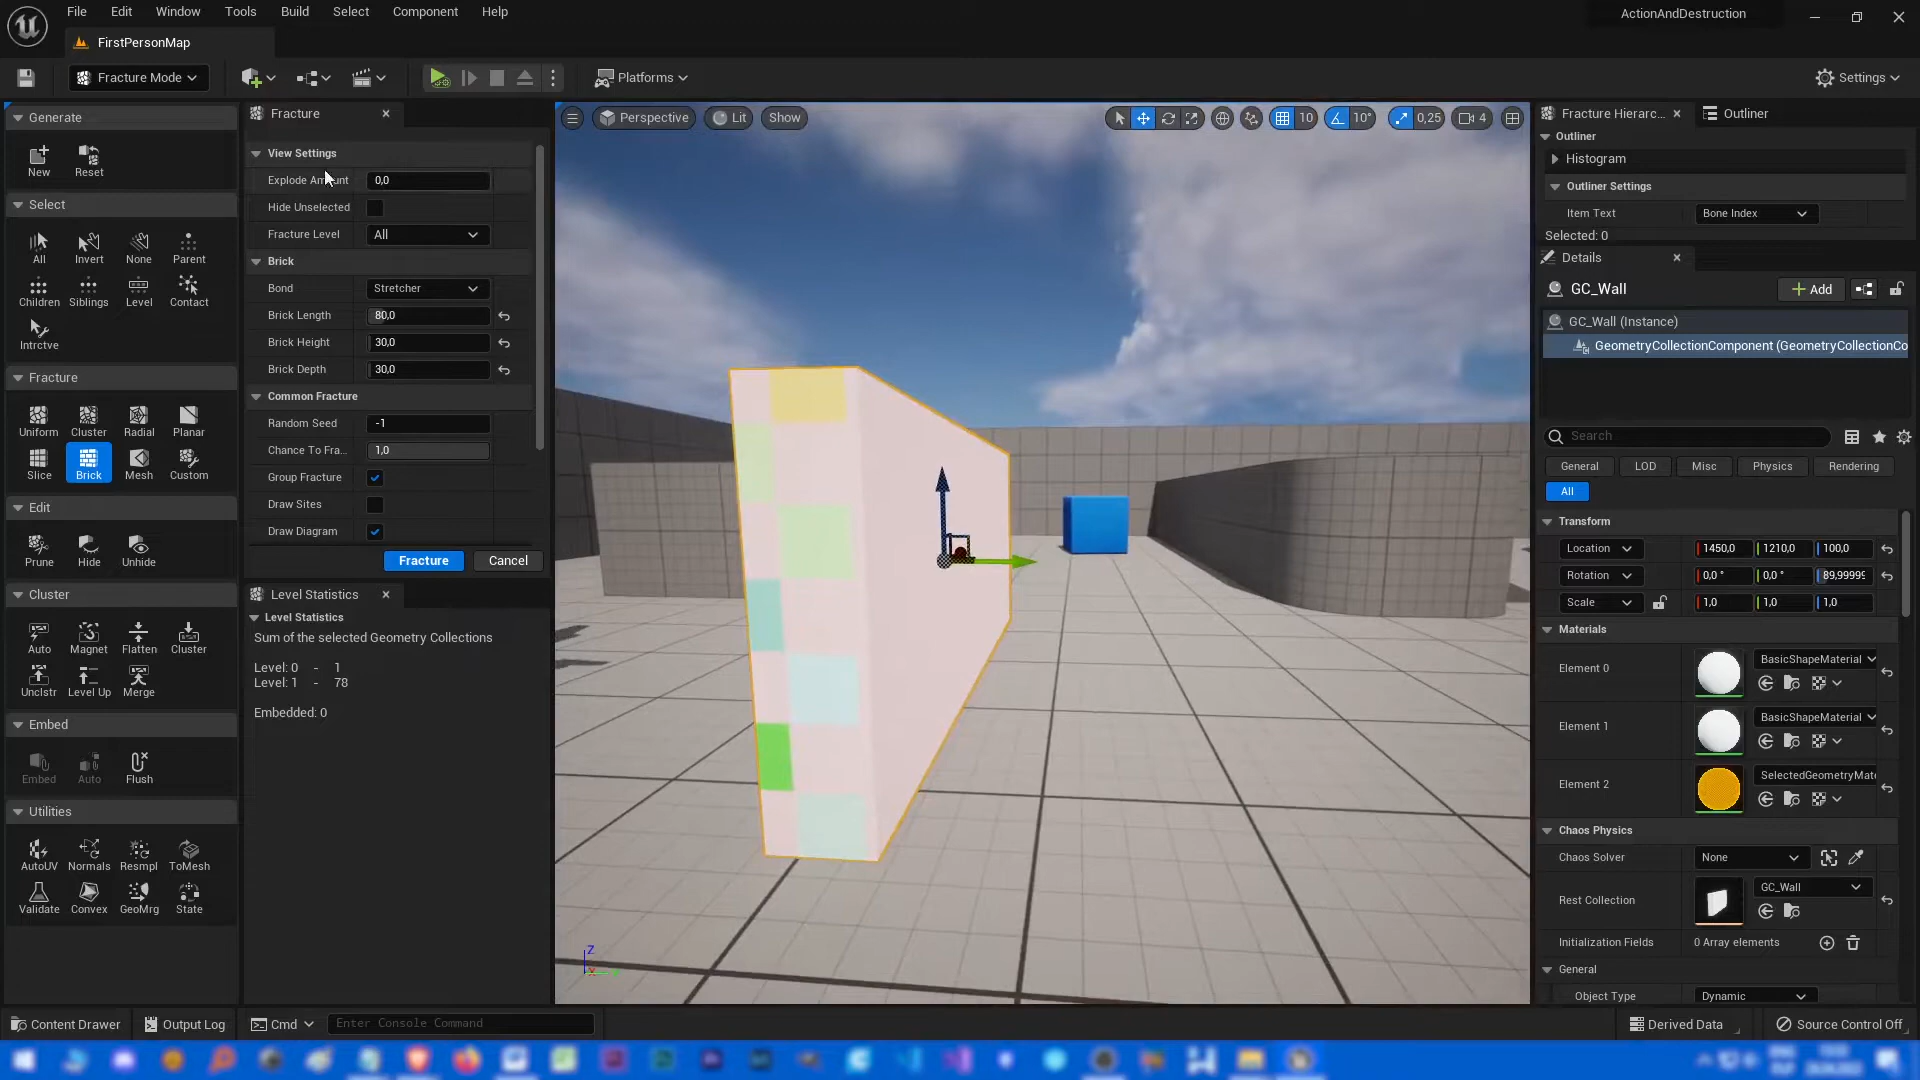 File Edit Window Tools Build Select Component Help
ActionAndDestruction
FirstPersonMap
Fracture Mode
Platforms
Settings
Generate
New Reset
Select
All Invert None Parent
Children Siblings Level Contact
Intrctve
Fracture
Uniform Cluster Radial Planar
Slice Brick Mesh Custom
Edit
Prune Hide Unhide
Cluster
Auto Magnet Flatten Cluster
Unclstr Level Up Merge
Embed
Embed Auto Flush
Utilities
AutoUV Normals Resmpl ToMesh
Validate Convex GeoMrg State
Fracture
View Settings
Explode Amount 0,0
Hide Unselected
Fracture Level All
Brick
Bond Stretcher
Brick Length 80,0
Brick Height 30,0
Brick Depth 30,0
Common Fracture
Random Seed -1
Chance To Fra... 1,0
Group Fracture
Draw Sites
Draw Diagram
Fracture Cancel
Level Statistics
Level Statistics
Sum of the selected Geometry Collections
Level: 0 - 1
Level: 1 - 78
Embedded: 0
Perspective Lit Show
10 10° 0,25 4
Z
Fracture Hierarc... Outliner
Outliner
Histogram
Outliner Settings
Item Text Bone Index
Selected: 0
Details
GC_Wall Add
GC_Wall (Instance)
GeometryCollectionComponent (GeometryCollectionCo
Search
General LOD Misc Physics Rendering
All
Transform
Location 1450,0 1210,0 100,0
Rotation 0,0 ° 0,0 ° 89,99999
Scale 1,0 1,0 1,0
Materials
Element 0 BasicShapeMaterial
Element 1 BasicShapeMaterial
Element 2 SelectedGeometryMate
Chaos Physics
Chaos Solver None
Rest Collection GC_Wall
Initialization Fields 0 Array elements
General
Object Type Dynamic
Content Drawer Output Log Cmd Enter Console Command
Derived Data Source Control Off